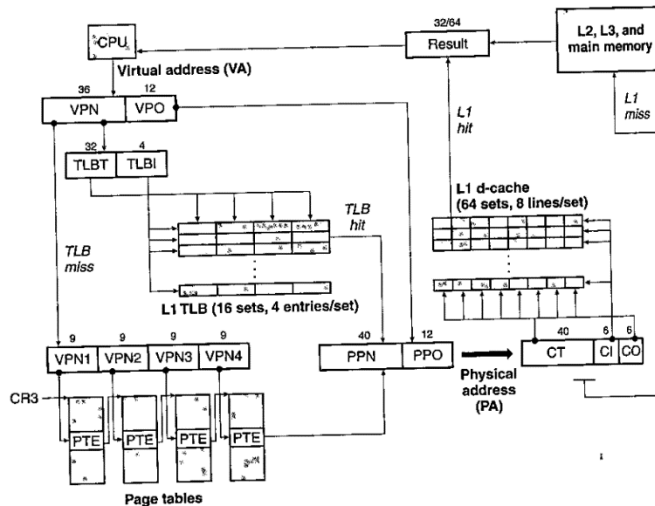 32/64
CPU
Result
L2, L3, and
main memory
Virtual address (VA)
36
12
VPN
VPO
L1
hit
L1
miss
32
4
TLBT
TLBI
L1 d-cache
(64 sets, 8 lines/set)
TLB
hit
TLB
miss
L1 TLB (16 sets, 4 entries/set)
9
9
9
9
40
12
40
6
6
VPN1
VPN2
VPN3
VPN4
PPN
PPO
CT
CI
CO
Physical
address
(PA)
CR3
PTE
PTE
PTE
PTE
Page tables